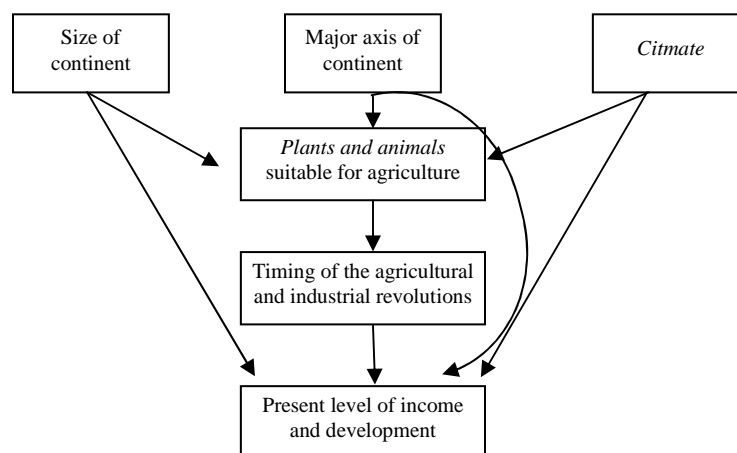 Size of
continent
Major axis of
continent
Citmate
Plants and animals
suitable for agriculture
Timing of the agricultural
and industrial revolutions
Present level of income
and development